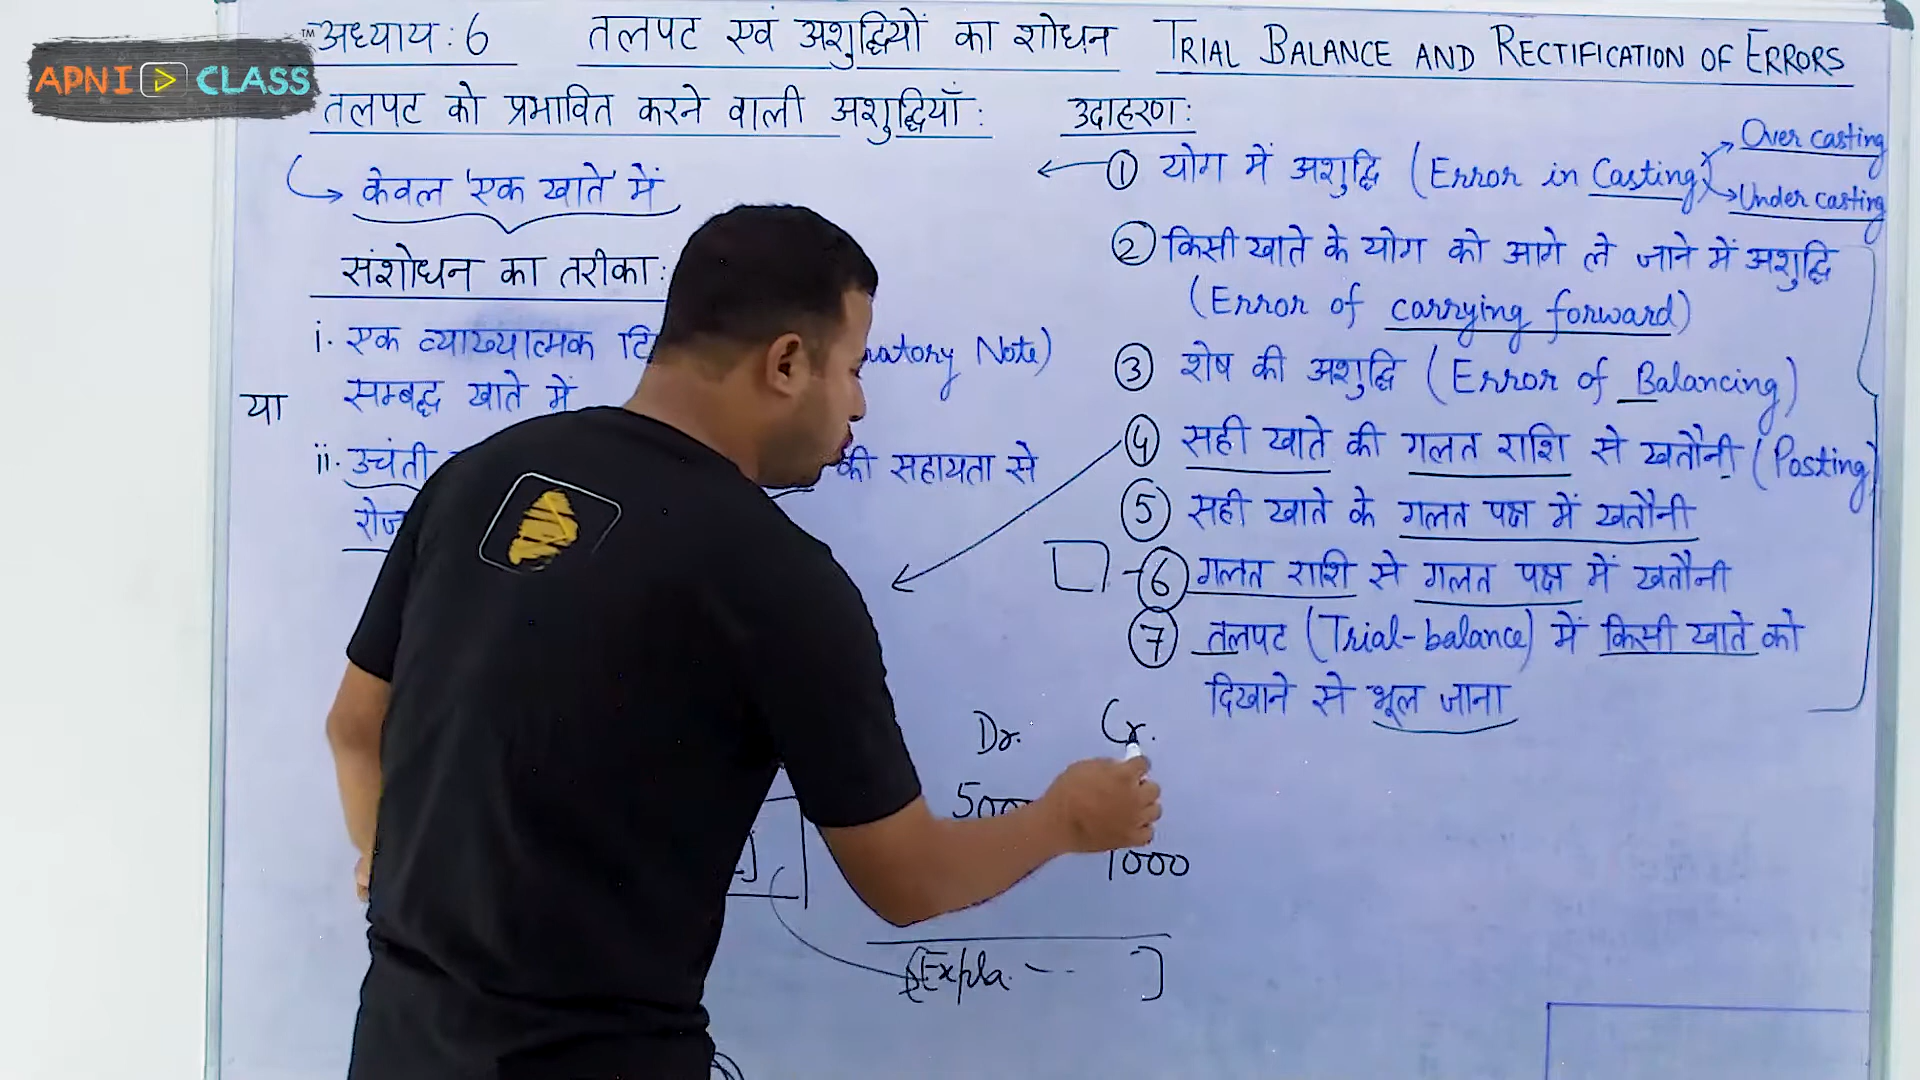 APNI CLASS
TM
अध्याय : 6 तलपट एवं अशुद्धियों का शोधन TRIAL BALANCE AND RECTIFICATION OF ERRORS
तलपट को प्रभावित करने वाली अशुद्धियाँ :
केवल 'एक खाते' में
संशोधन का तरीका :
i. एक व्याख्यात्मक Note)
सम्बद्ध खाते में
या
ii. उचंती की सहायता से
उदाहरण :
① योग में अशुद्धि (Error in Casting)
Over casting
Under casting
② किसी खाते के योग को आगे ले जाने में अशुद्धि
(Error of carrying forward)
③ शेष की अशुद्धि (Error of Balancing)
④ सही खाते की गलत राशि से खतौनी (Posting)
⑤ सही खाते के गलत पक्ष में खतौनी
⑥ गलत राशि से गलत पक्ष में खतौनी
⑦ तलपट (Trial-balance) में किसी खाते को
दिखाने से भूल जाना
Dr. Cr.
1000
[Expla. -- ]